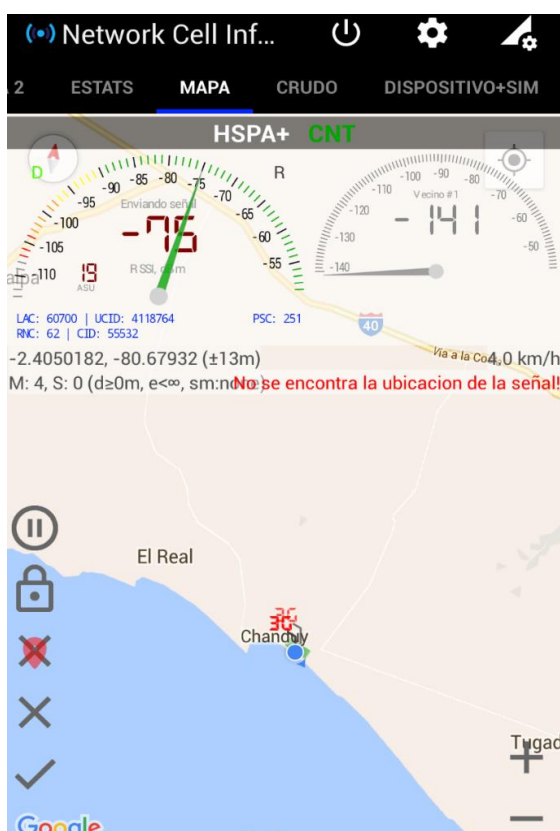 Network Cell Inf...
2 ESTATS MAPA CRUDO DISPOSITIVO+SIM
HSPA+ CNT
D
R
-110 -105 -100 -95 -90 -85 -80 -75 -70 -65 -60 -55
Enviando señal
-75
RSSI, dBm
19
ASU
-140 -130 -120 -110 -100 -90 -80 -70 -60 -50
Vecino #1
-141
LAC: 60700 | UCID: 4118764 PSC: 251
RNC: 62 | CID: 55532
40
-2.4050182, -80.67932 (±13m)
Via a la Cos
4,0 km/h
M: 4, S: 0 (d≥0m, e<∞, sm:none)
No se encontra la ubicacion de la señal!
El Real
3G
Chanduy
Tugad
Google